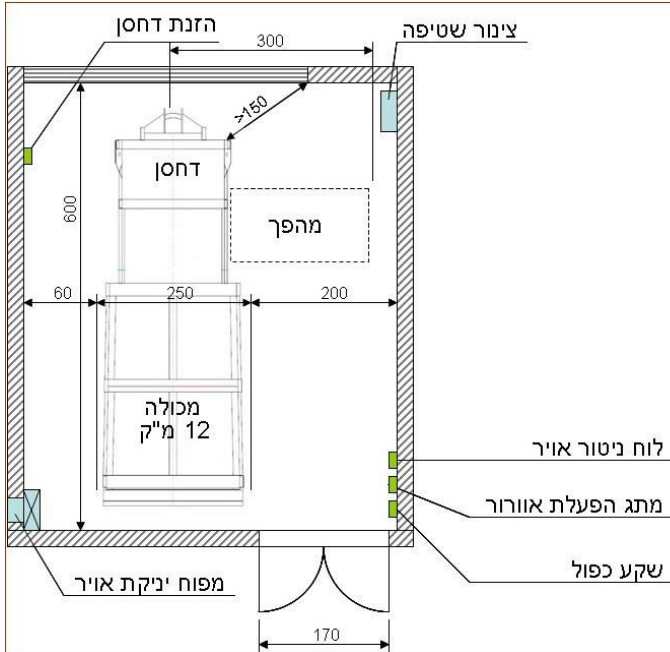 הזנת דחסן
300
צינור שטיפה
>150
דחסן
600
מהפך
60
250
200
מכולה
12 מ"ק
לוח ניטור אויר
מתג הפעלת אוורור
שקע כפול
מפוח יניקת אויר
170